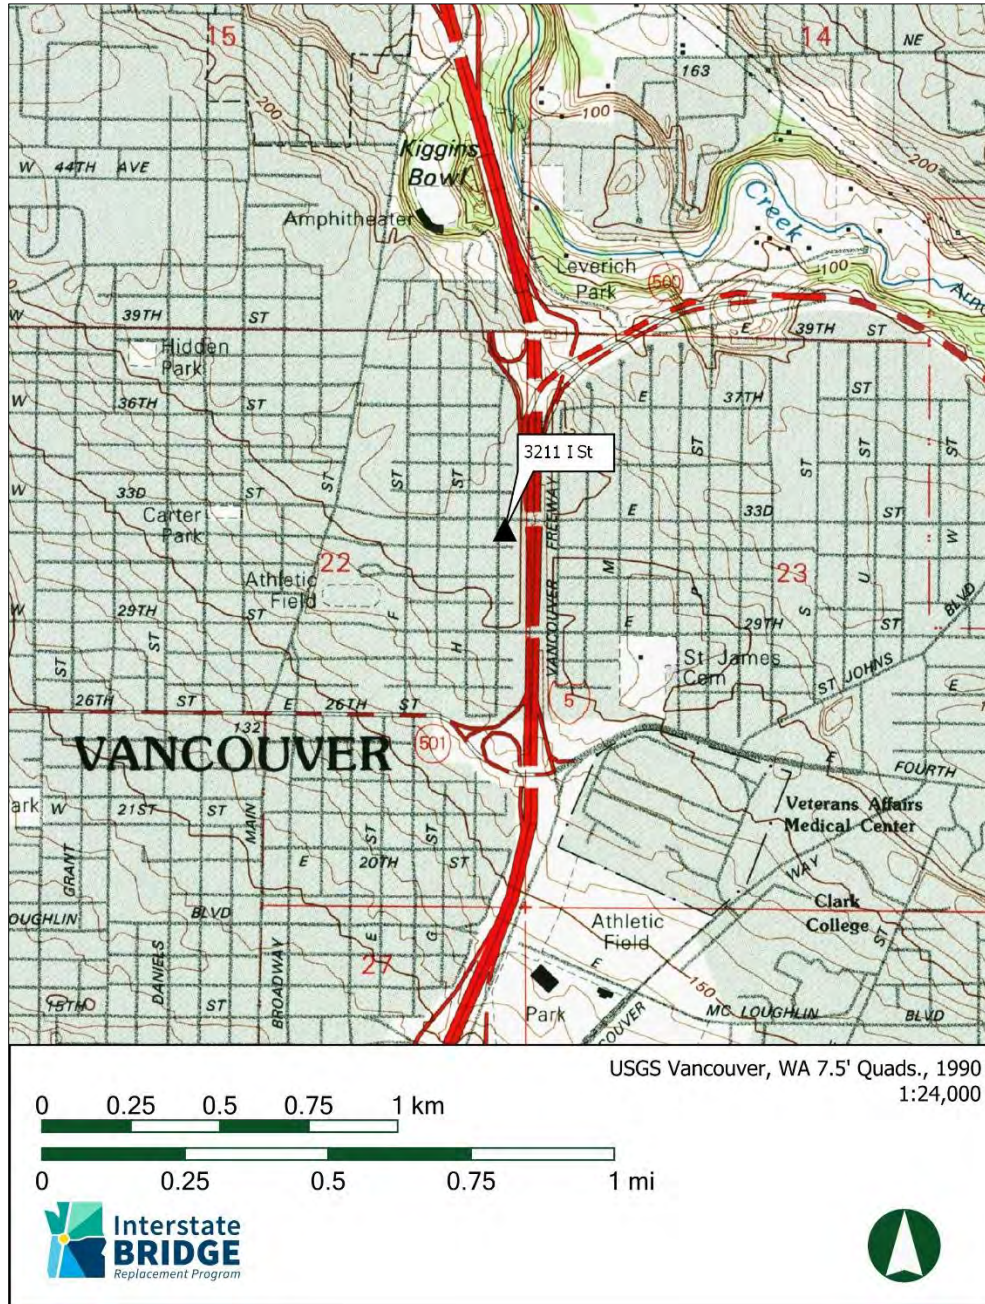 15
14
NE
163
200
100
Kiggins
Bowl
W 44TH AVE
200
Creek
Amphitheater
Leverich
Park
500
100
W 39TH ST
E 39TH ST
Hidden
Park
W 36TH ST
E 37TH ST
3211 I St
ST
ST
ST
ST
ST
ST
W 33D ST
E 33D ST
W
Carter
Park
VANCOUVER FREEWAY
22
23
M
P
U
Athletic
Field
W 29TH ST
F
E 29TH ST
S
BLVD
ST
ST
H
St James
Cem
ST JOHNS
E
26TH ST E 26TH ST
5
132
VANCOUVER
501
E FOURTH
ark W 21ST ST
MAIN
ST
ST
Veterans Affairs
Medical Center
E 20TH ST
WAY
GRANT
Clark
College
OUGHLIN BLVD
Athletic
Field
ST
E
G
E
DANIELS
BROADWAY
27
150
15TH ST
Park
COUVER
MC LOUGHLIN BLVD
USGS Vancouver, WA 7.5' Quads., 1990
1:24,000
0 0.25 0.5 0.75 1 km
0 0.25 0.5 0.75 1 mi
Interstate
BRIDGE
Replacement Program